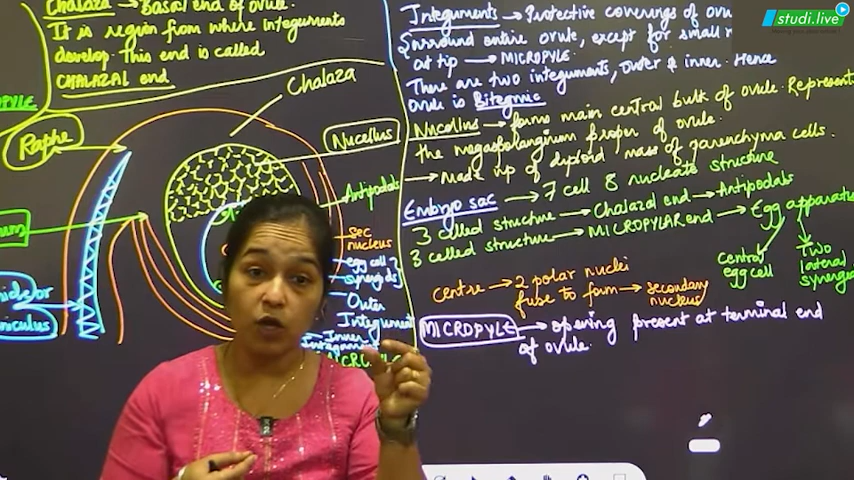 Chalaza → Basal end of ovule.
It is region from where integuments
develop. This end is called
CHALAZAL end
Raphe
Chalaza
Nucellus
Antipodals
Sec
nucleus
egg cell
synergids
Outer
Integument
Inner
Integument
Integuments → Protective coverings of
Surround entire ovule, except for small
at tip → MICROPYLE.
There are two integuments, outer & inner. Hence
Ovule is Bitegmic
Nucellus → forms main central bulk of ovule. Represent
the megasporangium proper of ovule.
→ Made up of diploid mass of parenchyma cells.
Embryo sac → 7 cell 8 nucleate structure
3 celled structure → Chalazal end → Antipodals
3 celled structure → MICROPYLAR end → Egg apparatus
Central
egg cell
Two
lateral
centre → 2 polar nuclei
fuse to form → secondary
nucleus
MICROPYLE → opening present at terminal end
of ovule.
studi.live